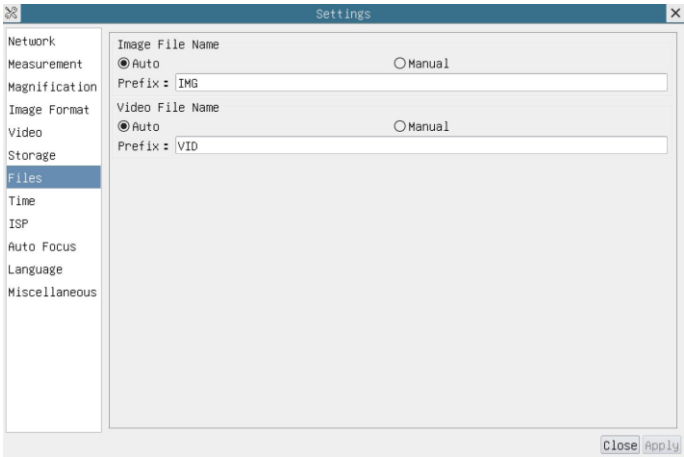 Settings
Network
Measurement
Magnification
Image Format
Video
Storage
Files
Time
ISP
Auto Focus
Language
Miscellaneous
Image File Name
Auto Manual
Prefix: IMG
Video File Name
Auto Manual
Prefix: VID
Close Apply